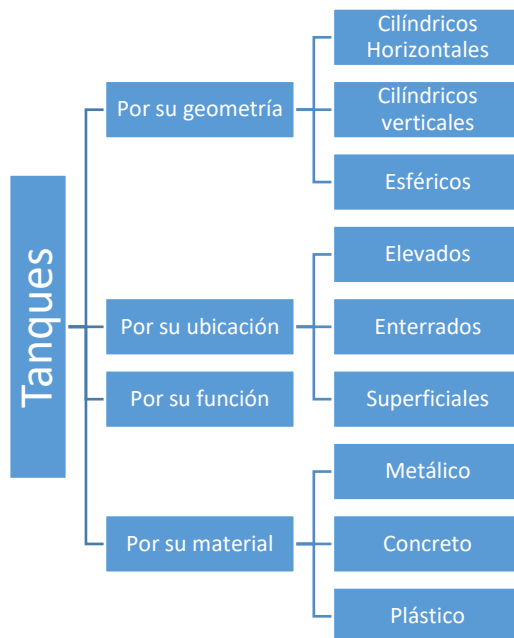 Tanques
Por su geometría
Cilíndricos
Horizontales
Cilíndricos
verticales
Esféricos
Por su ubicación
Elevados
Enterrados
Superficiales
Por su función
Por su material
Metálico
Concreto
Plástico